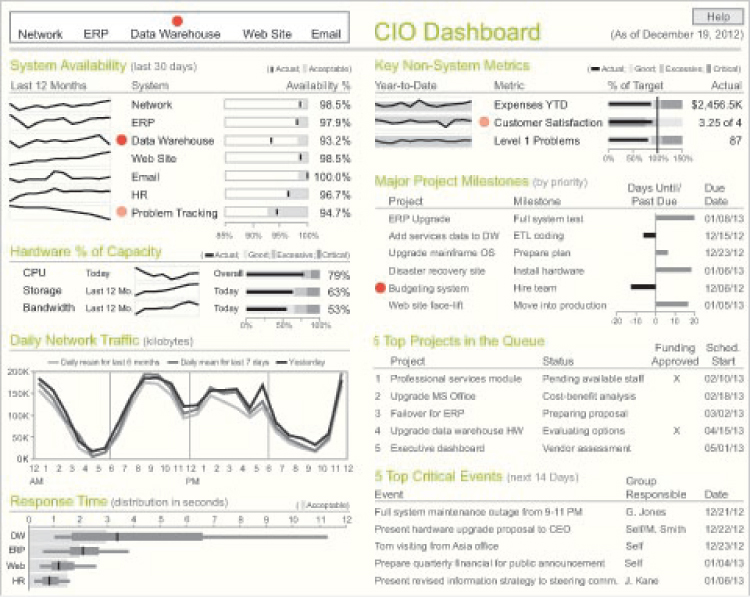 Network ERP Data Warehouse Web Site Email
CIO Dashboard
Help
(As of December 19, 2012)
System Availability (last 30 days)
(Actual; Acceptable)
Last 12 Months System Availability %
Network 98.5%
ERP 97.9%
Data Warehouse 93.2%
Web Site 98.5%
Email 100.0%
HR 96.7%
Problem Tracking 94.7%
85% 90% 95% 100%
Hardware % of Capacity
(Actual; Good; Excessive; Critical)
CPU Today Overall 79%
Storage Last 12 Mo Today 63%
Bandwidth Last 12 Mo Today 53%
0% 50% 100%
Daily Network Traffic (kilobytes)
Daily mean for last 6 months Daily mean for last 7 days Yesterday
200K
150K
100K
50K
0K
12 1 2 3 4 5 6 7 8 9 10 11 12 1 2 3 4 5 6 7 8 9 10 11 12
AM PM
Response Time (distribution in seconds)
(Acceptable)
0 1 2 3 4 5 6 7 8 9 10 11 12
DW
ERP
Web
HR
Key Non-System Metrics
(Actual; Good; Excessive; Critical)
Year-to-Date Metric % of Target Actual
Expenses YTD $2,456.5K
Customer Satisfaction 3.25 of 4
Level 1 Problems 87
0% 50% 100% 150%
Major Project Milestones (by priority)
Days Until/ Due
Project Milestone Past Due Date
ERP Upgrade Full system test 01/08/13
Add services data to DW ETL coding 12/15/12
Upgrade mainframe OS Prepare plan 12/23/12
Disaster recovery site Install hardware 01/06/13
Budgeting system Hire team 12/06/12
Web site face-lift Move into production 01/05/13
-20 -10 0 10 20
5 Top Projects in the Queue
Funding Sched.
Project Status Approved Start
1 Professional services module Pending available staff X 02/10/13
2 Upgrade MS Office Cost-benefit analysis 02/18/13
3 Failover for ERP Preparing proposal 03/02/13
4 Upgrade data warehouse HW Evaluating options X 04/15/13
5 Executive dashboard Vendor assessment 05/01/13
5 Top Critical Events (next 14 Days)
Group
Event Responsible Date
Full system maintenance outage from 9-11 PM G. Jones 12/21/12
Present hardware upgrade proposal to CEO Self/M. Smith 12/22/12
Tom visiting from Asia office Self 12/23/12
Prepare quarterly financial for public announcement Self 01/04/13
Present revised information strategy to steering comm. J. Kane 01/06/13